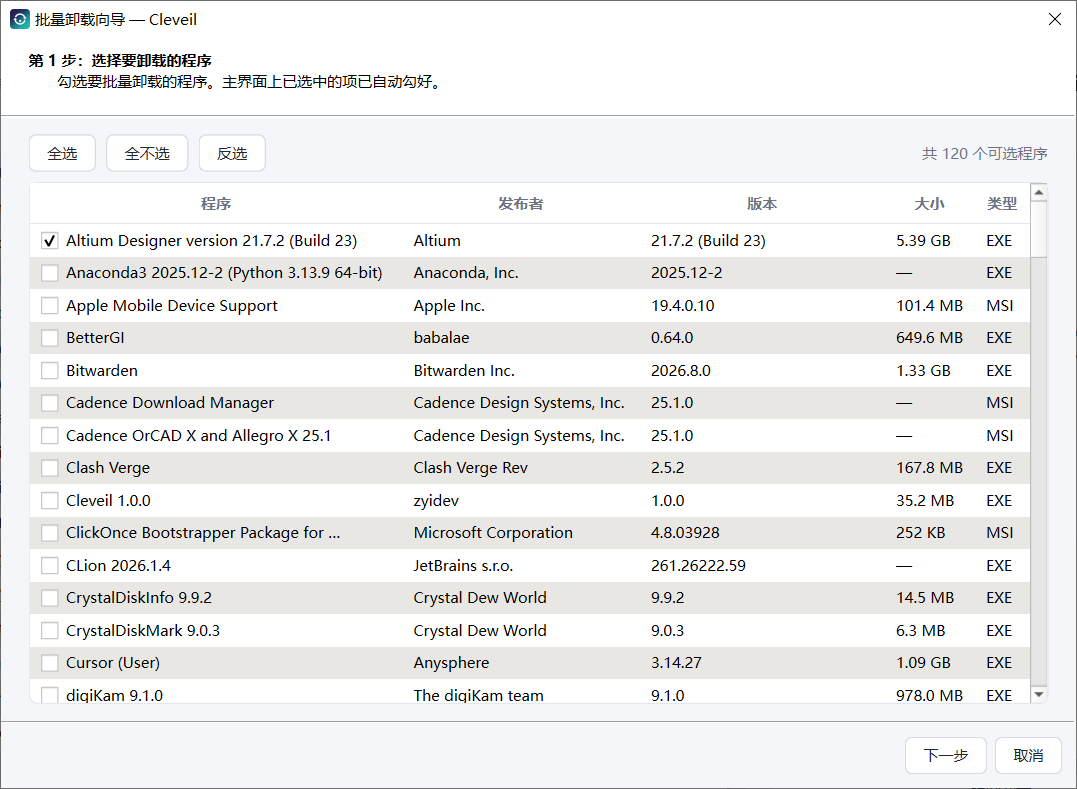 批量卸载向导 — Cleveil
第 1 步：选择要卸载的程序
勾选要批量卸载的程序。主界面上已选中的项已自动勾好。
全选 全不选 反选 共 120 个可选程序
程序 发布者 版本 大小 类型
Altium Designer version 21.7.2 (Build 23) Altium 21.7.2 (Build 23) 5.39 GB EXE
Anaconda3 2025.12-2 (Python 3.13.9 64-bit) Anaconda, Inc. 2025.12-2 — EXE
Apple Mobile Device Support Apple Inc. 19.4.0.10 101.4 MB MSI
BetterGI babalae 0.64.0 649.6 MB EXE
Bitwarden Bitwarden Inc. 2026.8.0 1.33 GB EXE
Cadence Download Manager Cadence Design Systems, Inc. 25.1.0 — MSI
Cadence OrCAD X and Allegro X 25.1 Cadence Design Systems, Inc. 25.1.0 — MSI
Clash Verge Clash Verge Rev 2.5.2 167.8 MB EXE
Cleveil 1.0.0 zyidev 1.0.0 35.2 MB EXE
ClickOnce Bootstrapper Package for ... Microsoft Corporation 4.8.03928 252 KB MSI
CLion 2026.1.4 JetBrains s.r.o. 261.26222.59 — EXE
CrystalDiskInfo 9.9.2 Crystal Dew World 9.9.2 14.5 MB EXE
CrystalDiskMark 9.0.3 Crystal Dew World 9.0.3 6.3 MB EXE
Cursor (User) Anysphere 3.14.27 1.09 GB EXE
digiKam 9.1.0 The digiKam team 9.1.0 978.0 MB EXE
下一步 取消